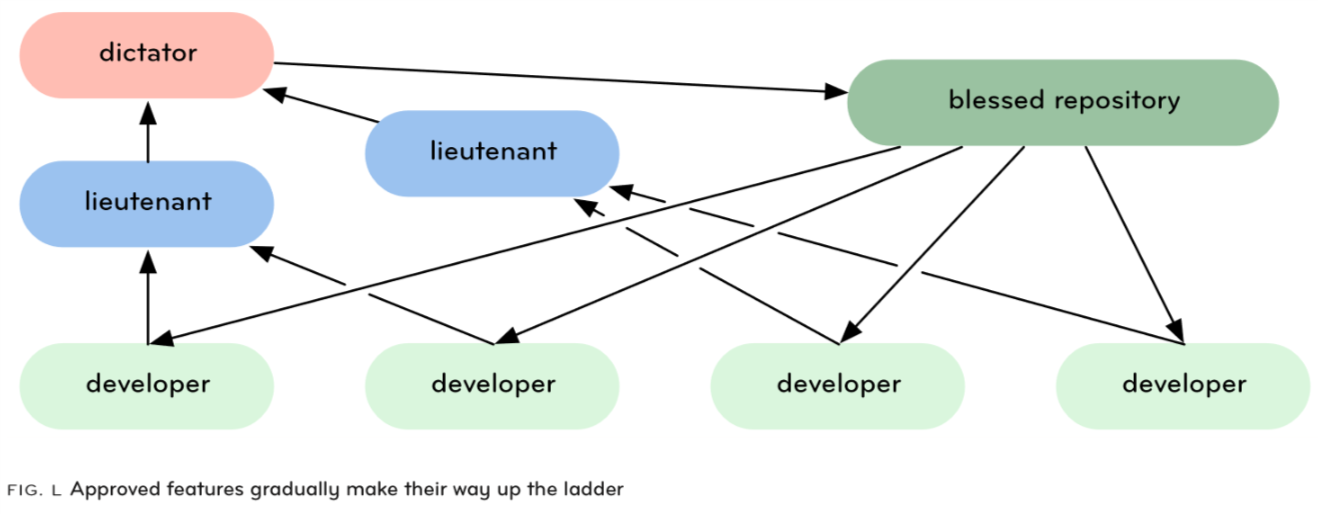 dictator
blessed repository
lieutenant
lieutenant
developer
developer
developer
developer
FIG. L Approved features gradually make their way up the ladder